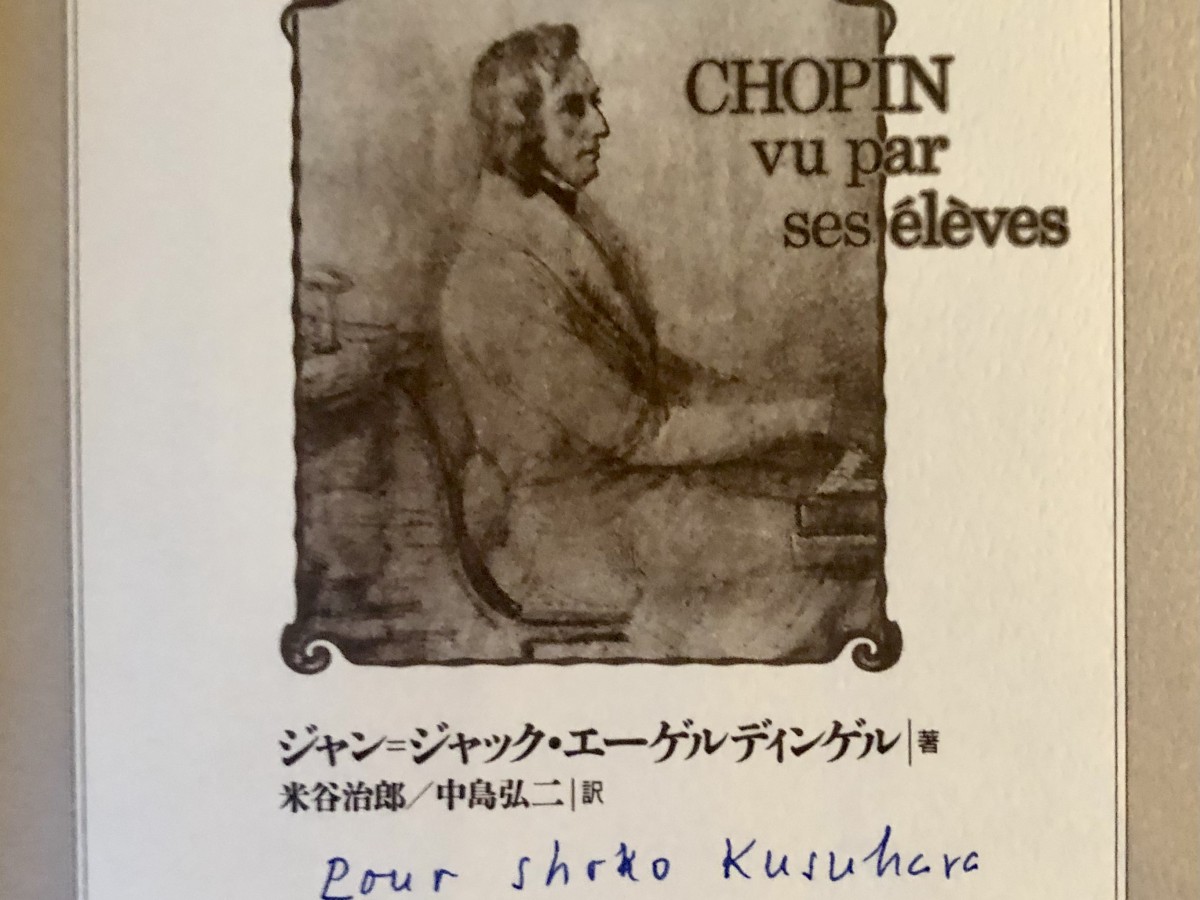 CHOPIN
vu par
ses élèves
ジャン=ジャック・エーゲルディンゲル|著
米谷治郎/中島弘二|訳
Pour Shoko Kusuhara